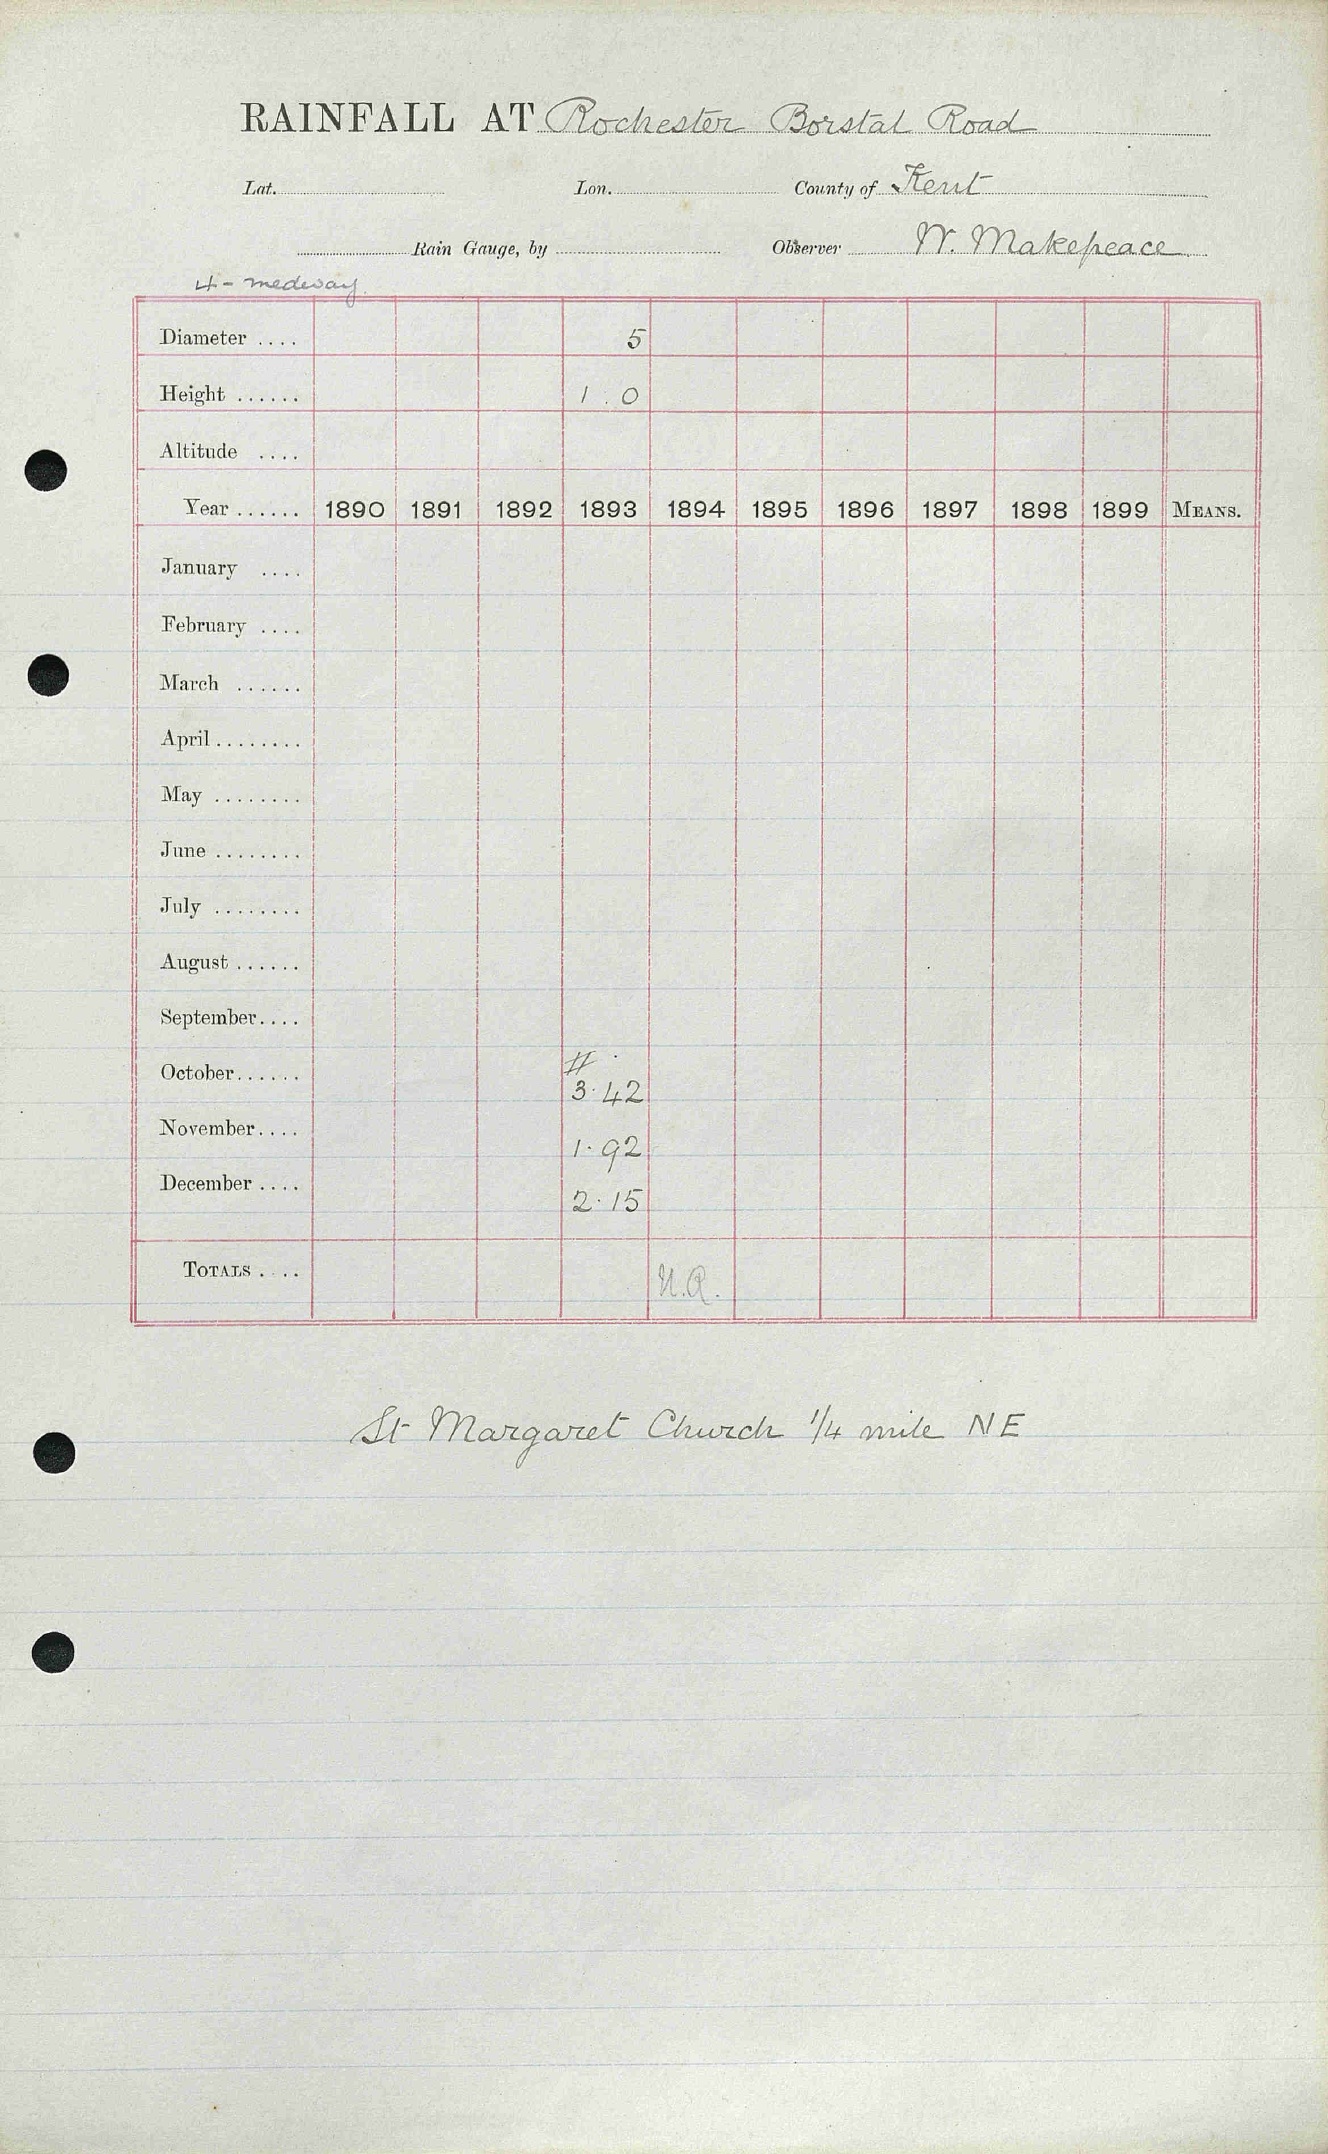 RAINFALL AT Rochester Borstal Road
Lat. Lon. County of Kent
Rain Gauge, by Observer W. Makepeace
4 - medway
Diameter .... 5
Height ...... 1 . 0
Altitude ....
Year ...... 1890 1891 1892 1893 1894 1895 1896 1897 1898 1899 MEANS.
January ....
February ....
March ......
April ........
May ........
June ........
July ........
August ......
September....
October...... # 3.42
November.... 1.92
December .... 2.15
TOTALS .... N.R.
St Margaret Church 1/4 mile NE